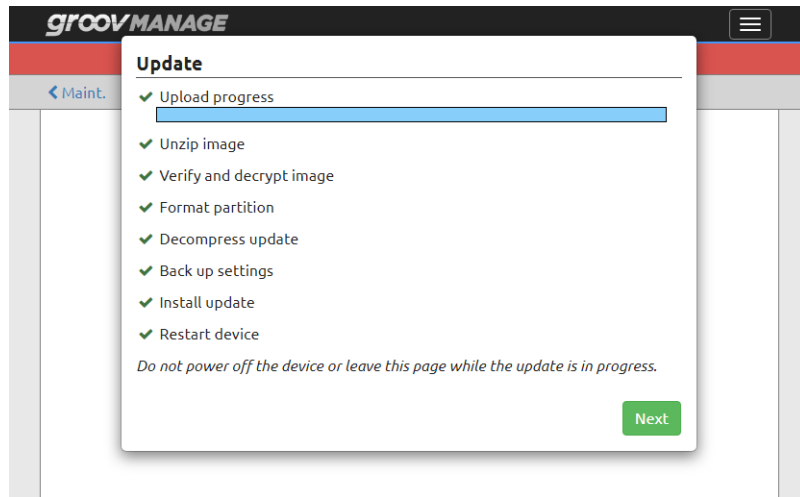 groov MANAGE
Update
Maint.
Upload progress
Unzip image
Verify and decrypt image
Format partition
Decompress update
Back up settings
Install update
Restart device
Do not power off the device or leave this page while the update is in progress.
Next